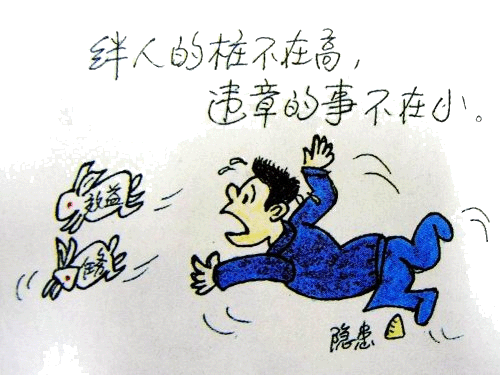 绊人的桩不在高，
违章的事不在小。
效益
隐患